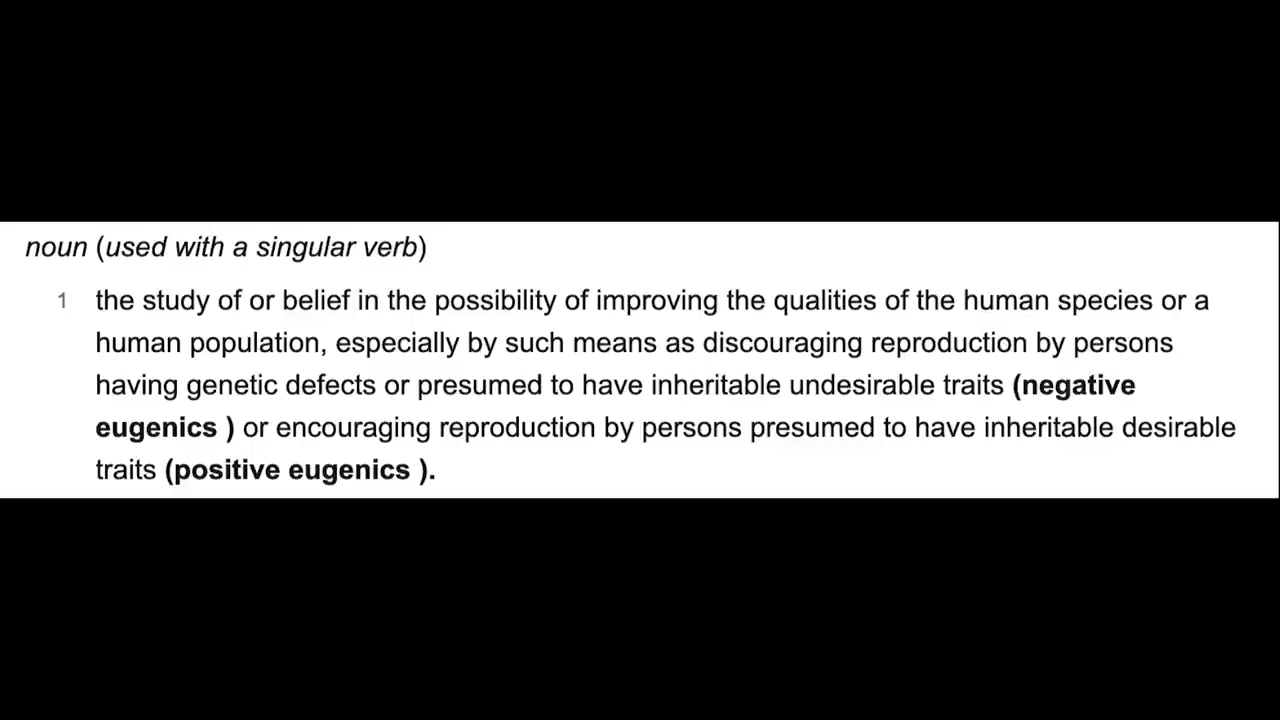 noun (used with a singular verb)
1 the study of or belief in the possibility of improving the qualities of the human species or a
human population, especially by such means as discouraging reproduction by persons
having genetic defects or presumed to have inheritable undesirable traits (negative
eugenics ) or encouraging reproduction by persons presumed to have inheritable desirable
traits (positive eugenics ).